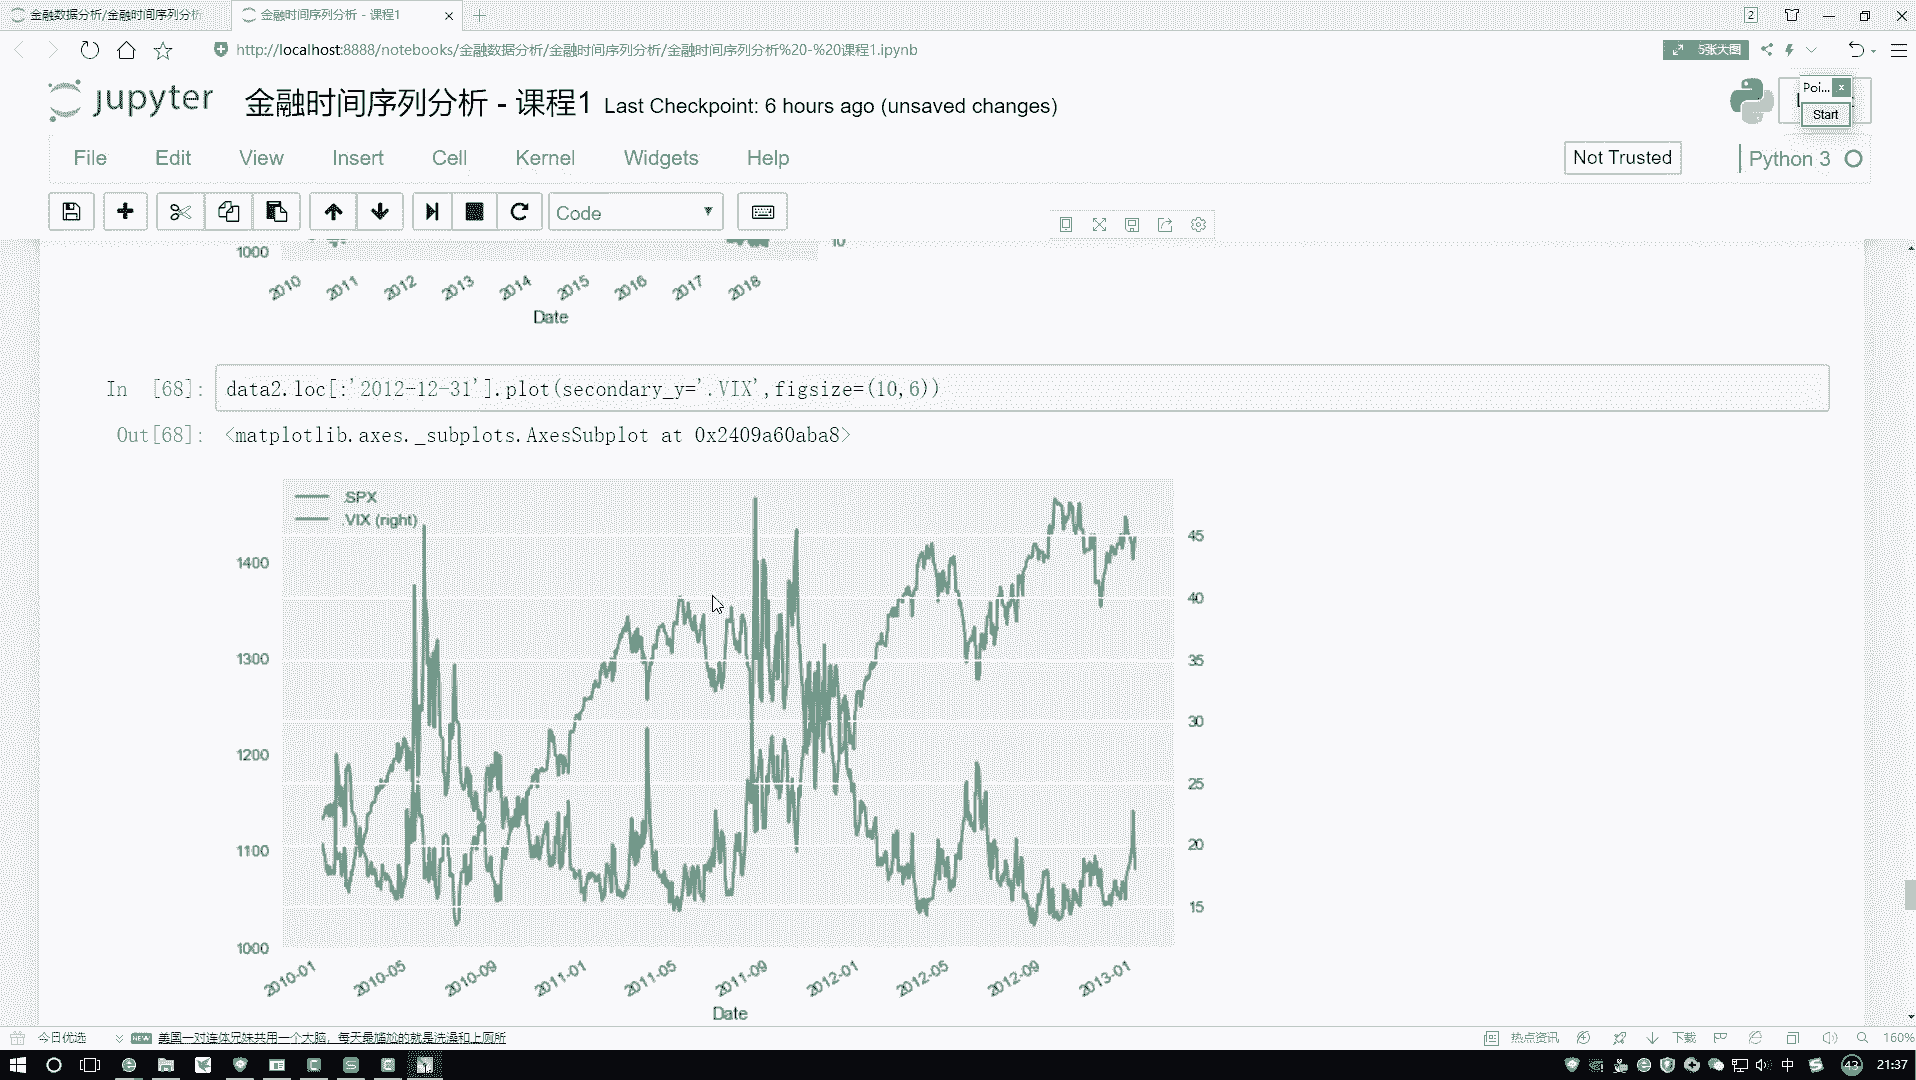 金融数据分析/金融时间序列分析
金融时间序列分析 - 课程1
2
http://localhost:8888/notebooks/金融数据分析/金融时间序列分析/金融时间序列分析%20-%20课程1.ipynb
5张大图
jupyter
金融时间序列分析 - 课程1 Last Checkpoint: 6 hours ago (unsaved changes)
Poi...
Start
File Edit View Insert Cell Kernel Widgets Help
Not Trusted
Python 3
Code
1000
10
2010 2011 2012 2013 2014 2015 2016 2017 2018
Date
In [68]: data2.loc[:'2012-12-31'].plot(secondary_y='.VIX',figsize=(10,6))
Out[68]: <matplotlib.axes._subplots.AxesSubplot at 0x2409a60aba8>
.SPX
.VIX (right)
1400
1300
1200
1100
1000
45
40
35
30
25
20
15
2010-01 2010-05 2010-09 2011-01 2011-05 2011-09 2012-01 2012-05 2012-09 2013-01
Date
今日优选
NEW
美国一对连体兄妹共用一个大脑，每天最尴尬的就是洗澡和上厕所
热点资讯
下载
160%
中
43
21:37